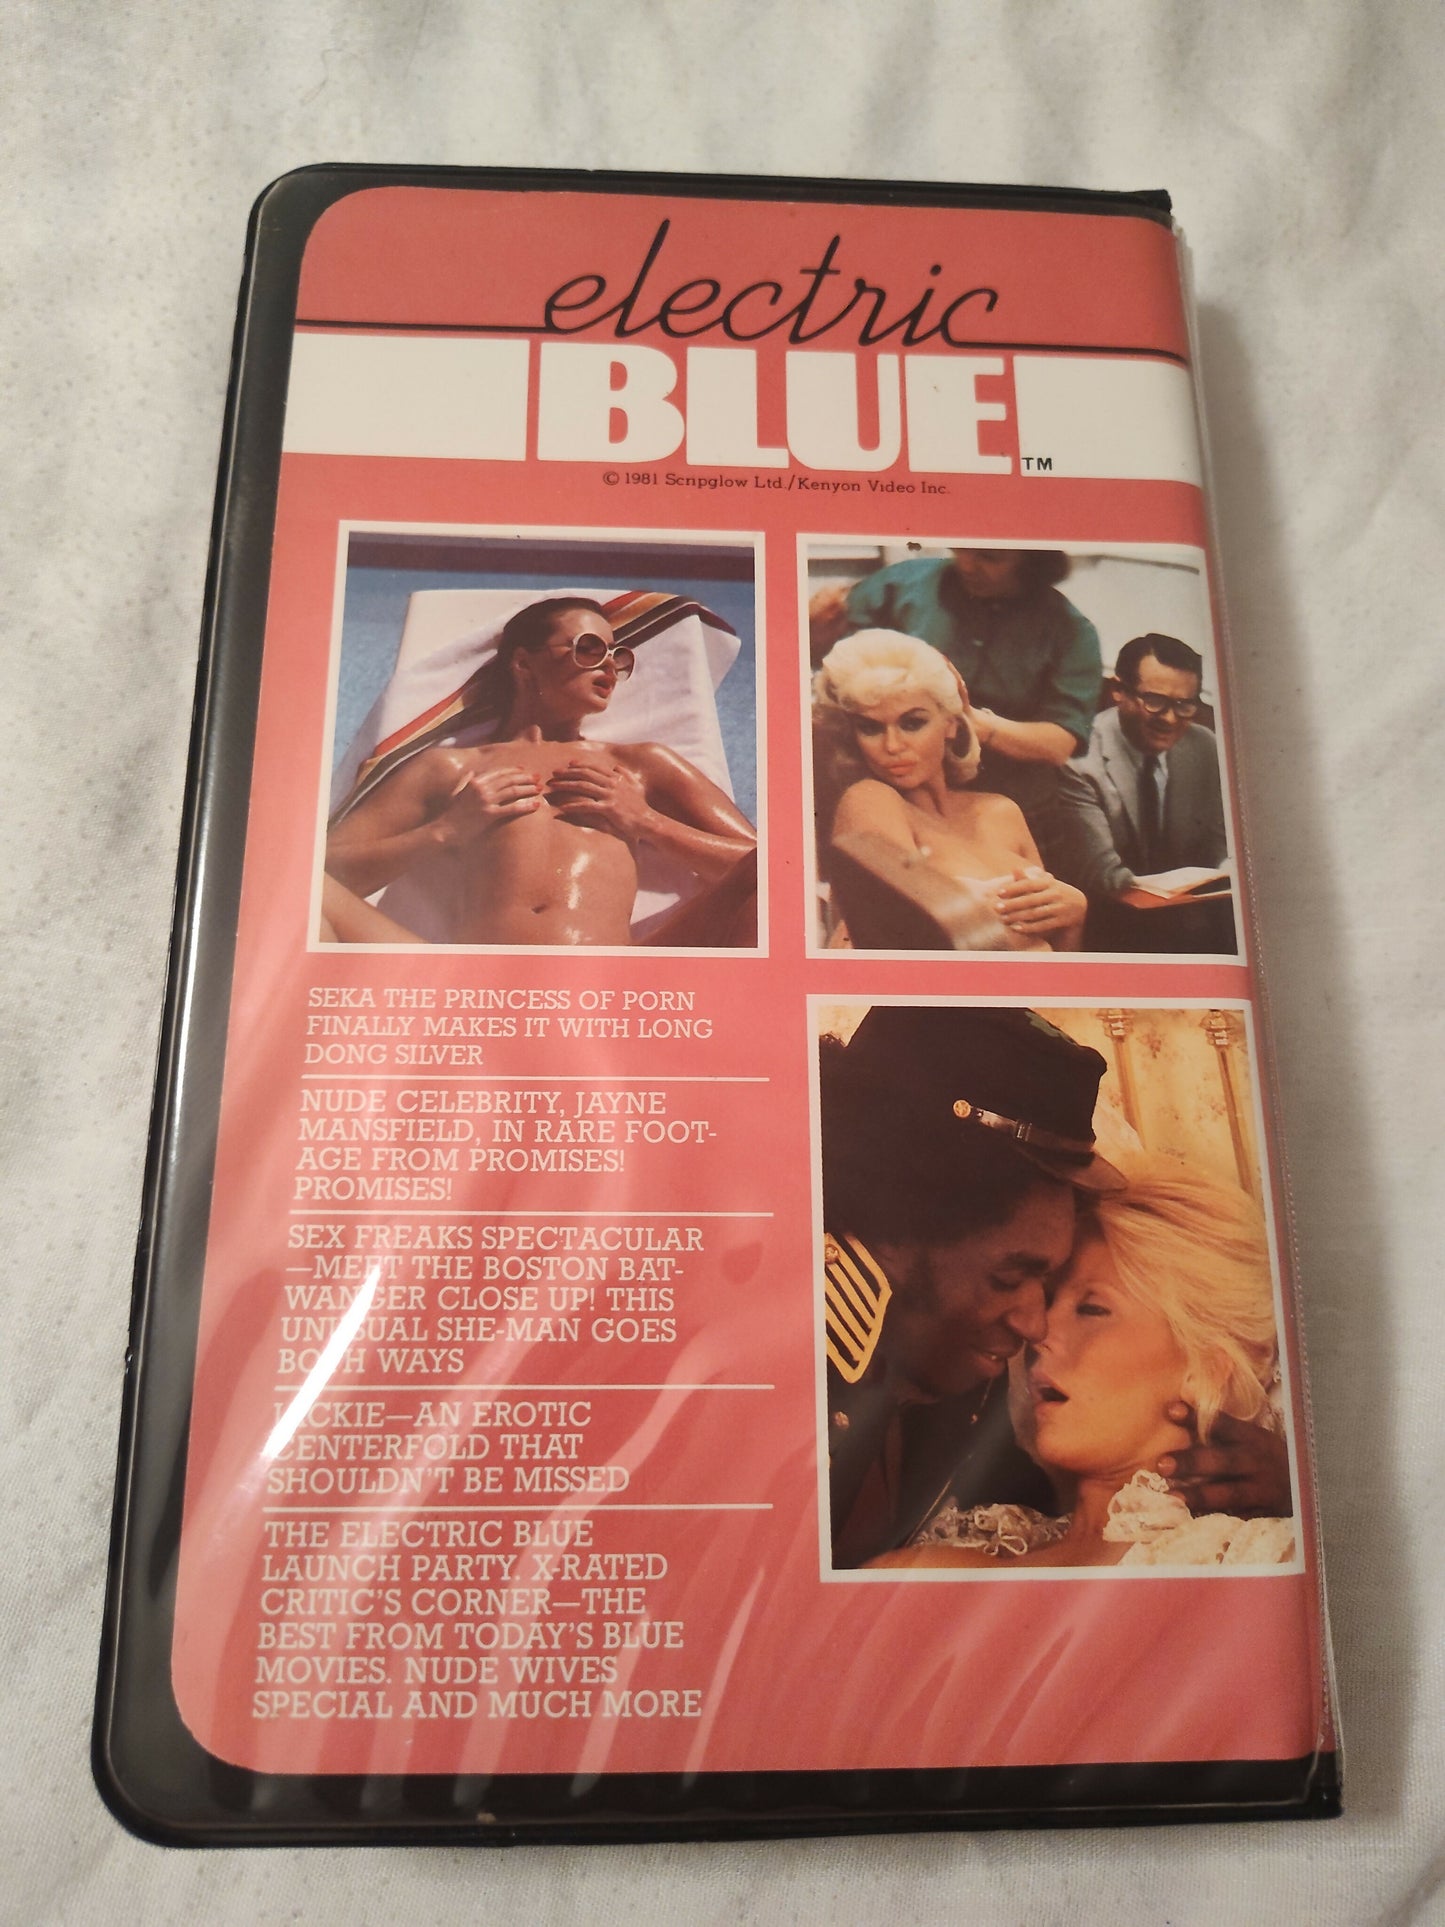 electric
BLUE™
© 1981 Scripglow Ltd./Kenyon Video Inc.
SEKA THE PRINCESS OF PORN
FINALLY MAKES IT WITH LONG
DONG SILVER
NUDE CELEBRITY, JAYNE
MANSFIELD, IN RARE FOOT-
AGE FROM PROMISES!
PROMISES!
SEX FREAKS SPECTACULAR
—MEET THE BOSTON BAT-
WANGER CLOSE UP! THIS
UNUSUAL SHE-MAN GOES
BOTH WAYS
JACKIE—AN EROTIC
CENTERFOLD THAT
SHOULDN'T BE MISSED
THE ELECTRIC BLUE
LAUNCH PARTY. X-RATED
CRITIC'S CORNER—THE
BEST FROM TODAY'S BLUE
MOVIES. NUDE WIVES
SPECIAL AND MUCH MORE